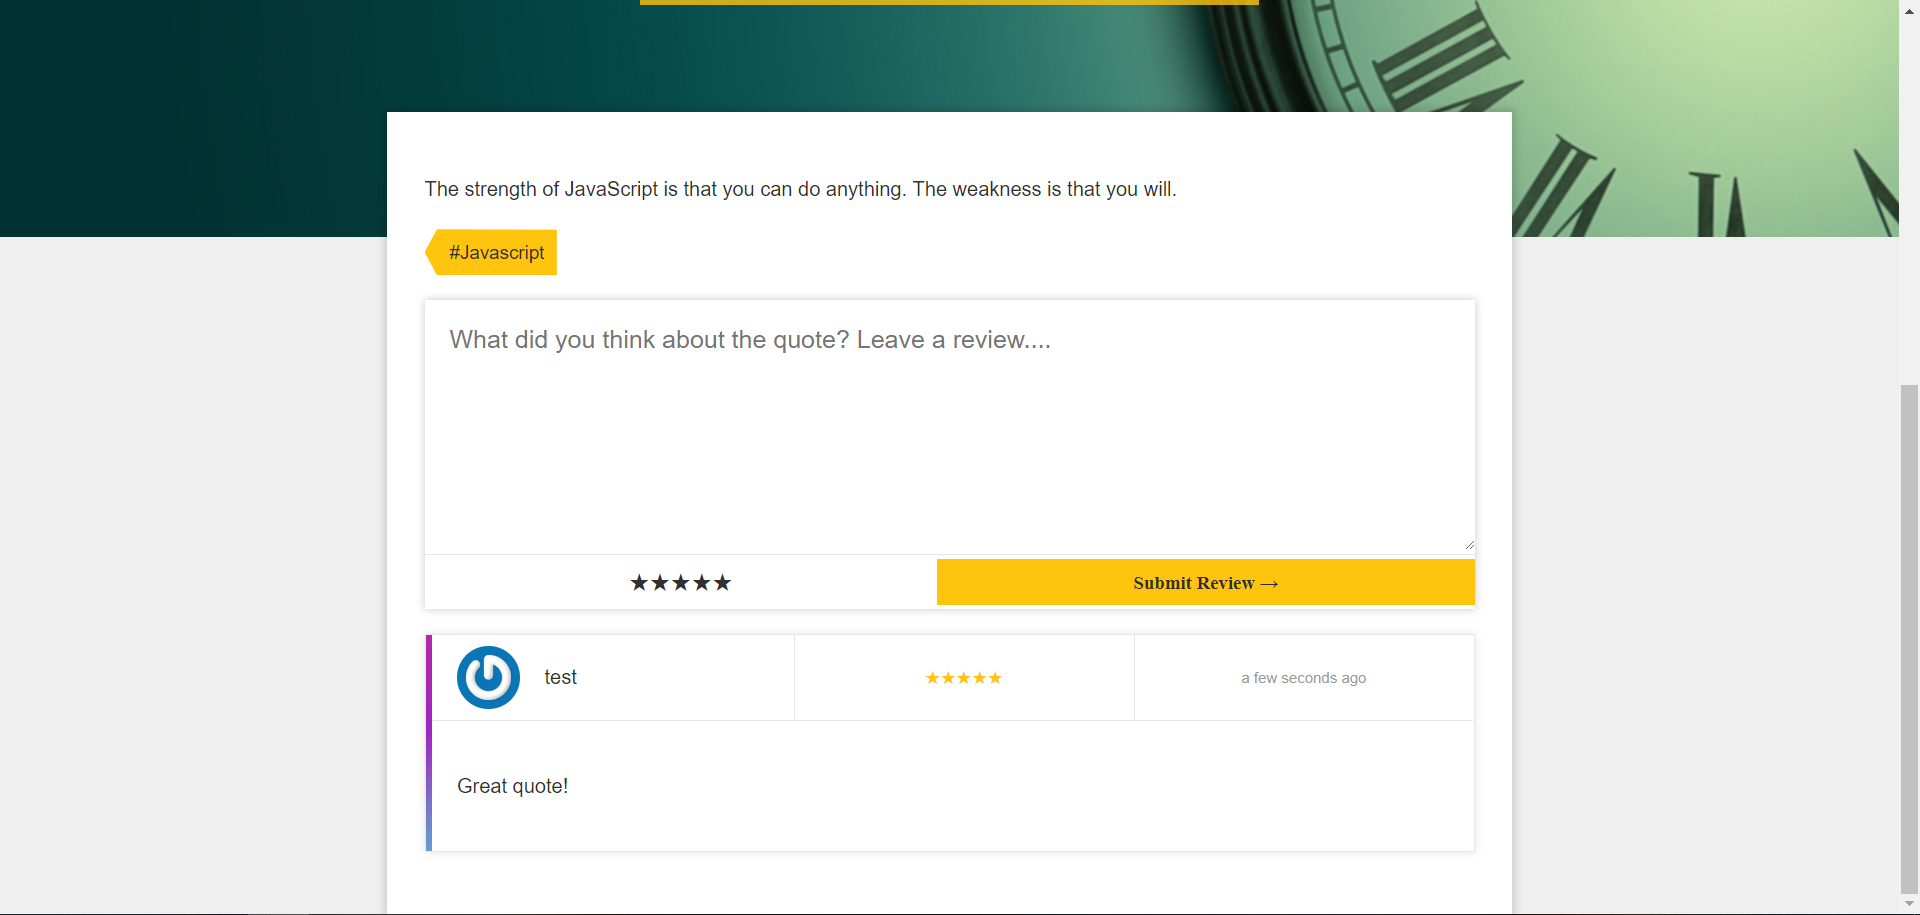 The strength of JavaScript is that you can do anything. The weakness is that you will.
#Javascript
What did you think about the quote? Leave a review....
★★★★★
Submit Review →
test
★★★★★
a few seconds ago
Great quote!